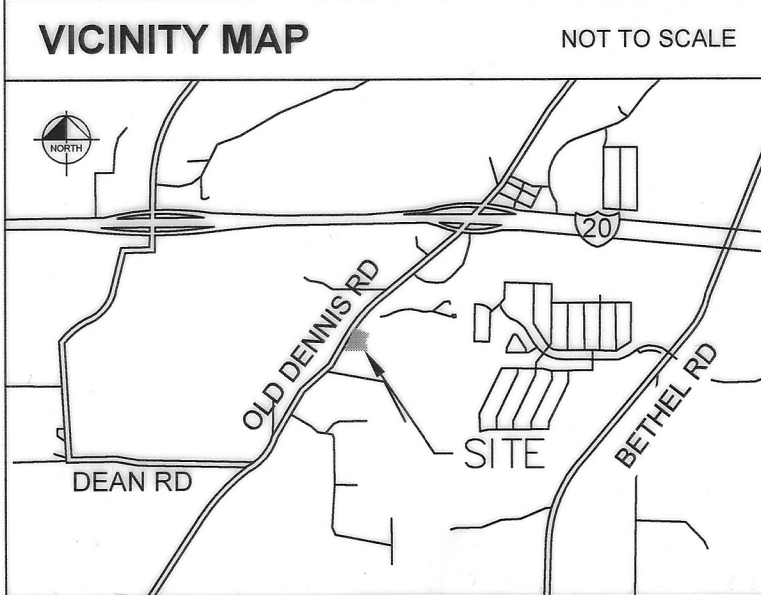 VICINITY MAP
NOT TO SCALE
NORTH
20
OLD DENNIS RD
BETHEL RD
SITE
DEAN RD